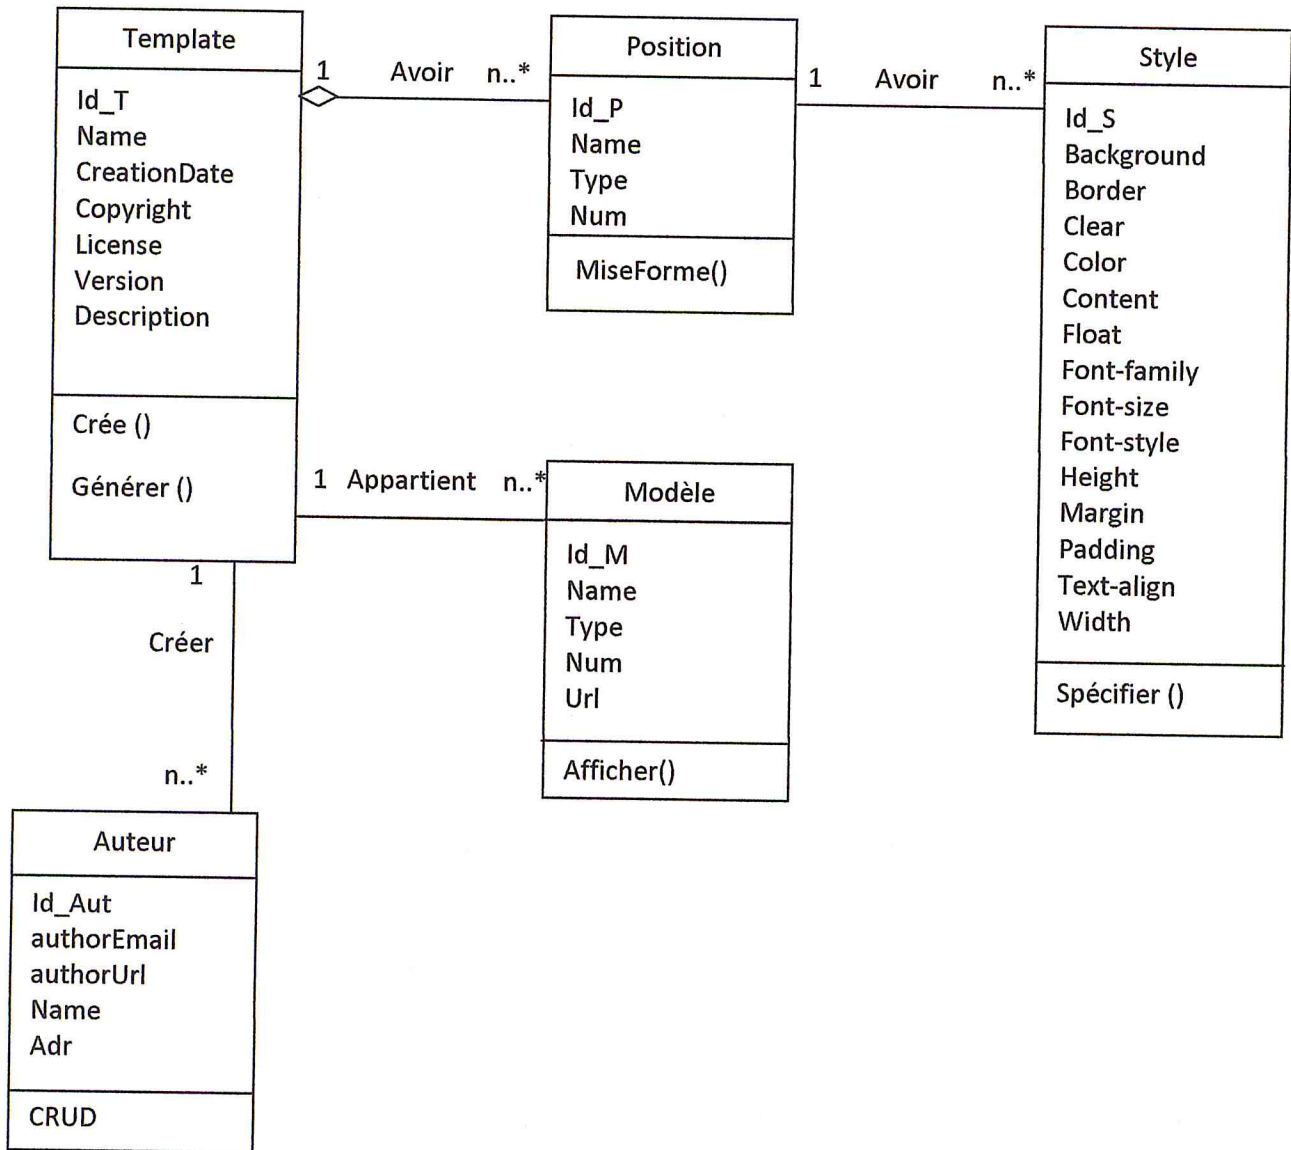 Template
Id_T
Name
CreationDate
Copyright
License
Version
Description
Crée ()
Générer ()
1 Avoir n..*
Position
Id_P
Name
Type
Num
MiseForme()
1 Avoir n..*
Style
Id_S
Background
Border
Clear
Color
Content
Float
Font-family
Font-size
Font-style
Height
Margin
Padding
Text-align
Width
Spécifier ()
1 Appartient n..*
Modèle
Id_M
Name
Type
Num
Url
Afficher()
1
Créer
n..*
Auteur
Id_Aut
authorEmail
authorUrl
Name
Adr
CRUD